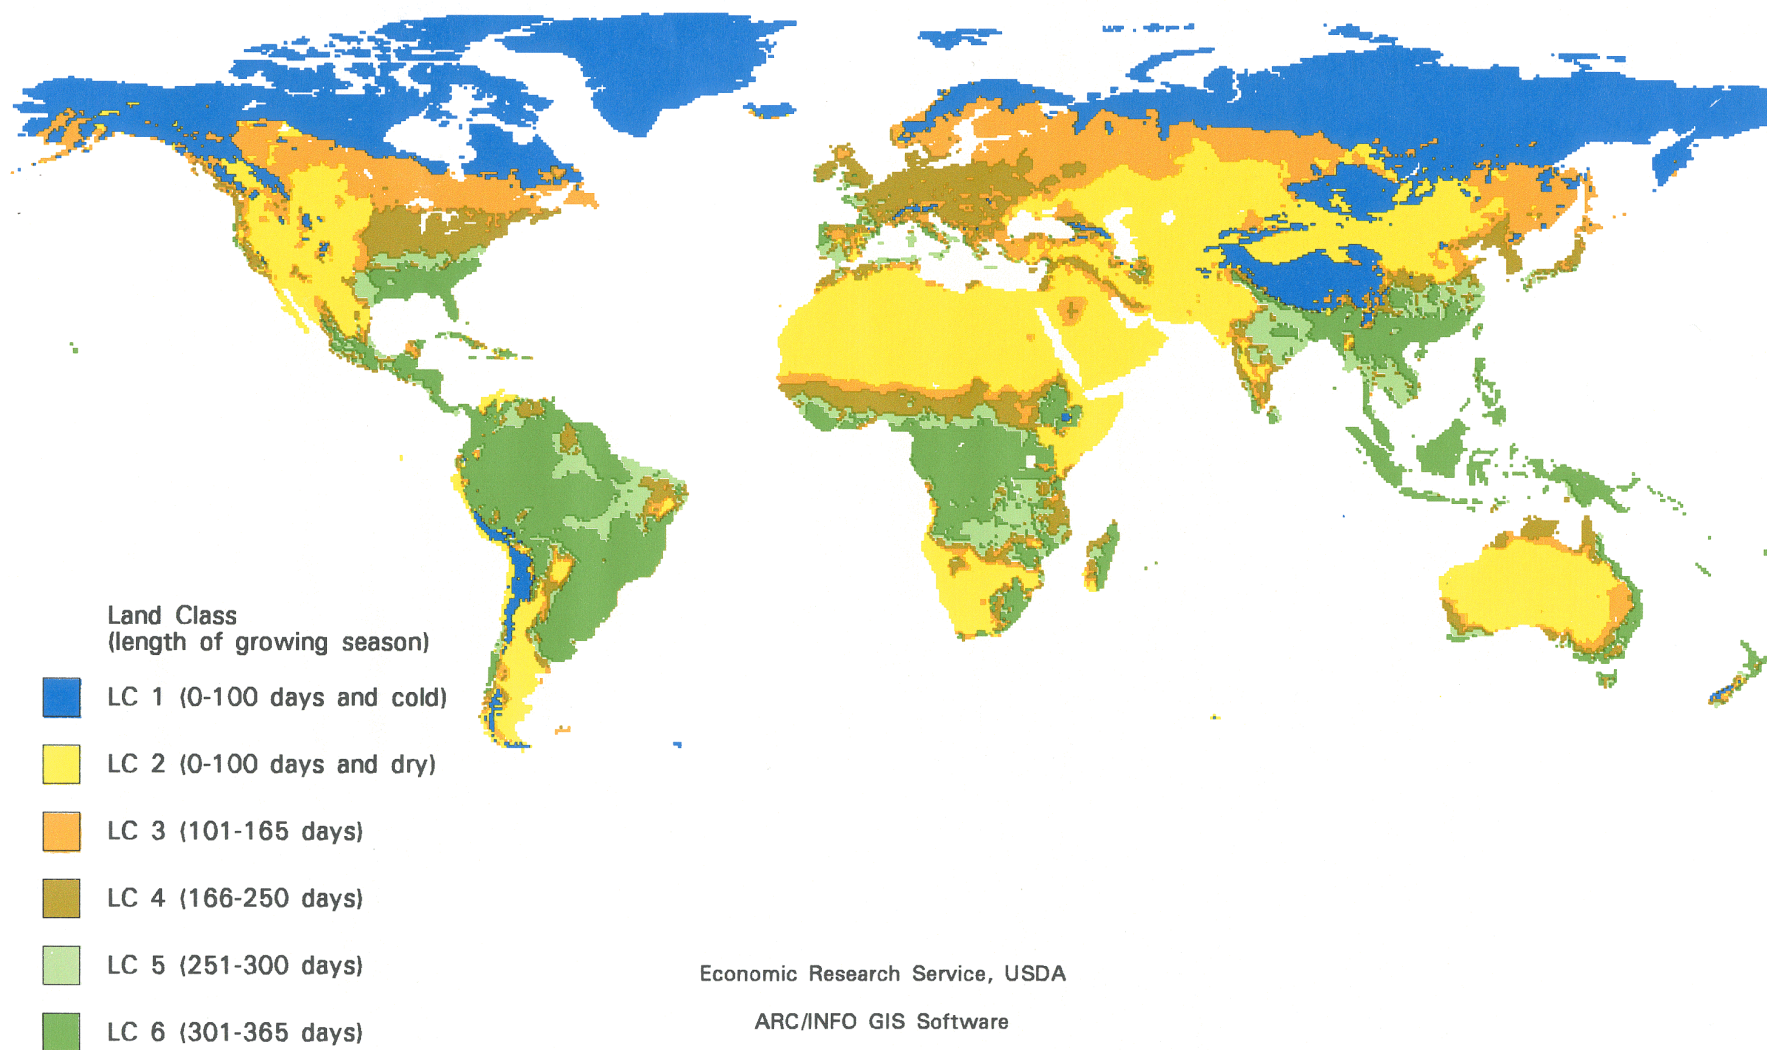 Land Class
(length of growing season)
LC 1 (0-100 days and cold)
LC 2 (0-100 days and dry)
LC 3 (101-165 days)
LC 4 (166-250 days)
LC 5 (251-300 days)
LC 6 (301-365 days)
Economic Research Service, USDA
ARC/INFO GIS Software